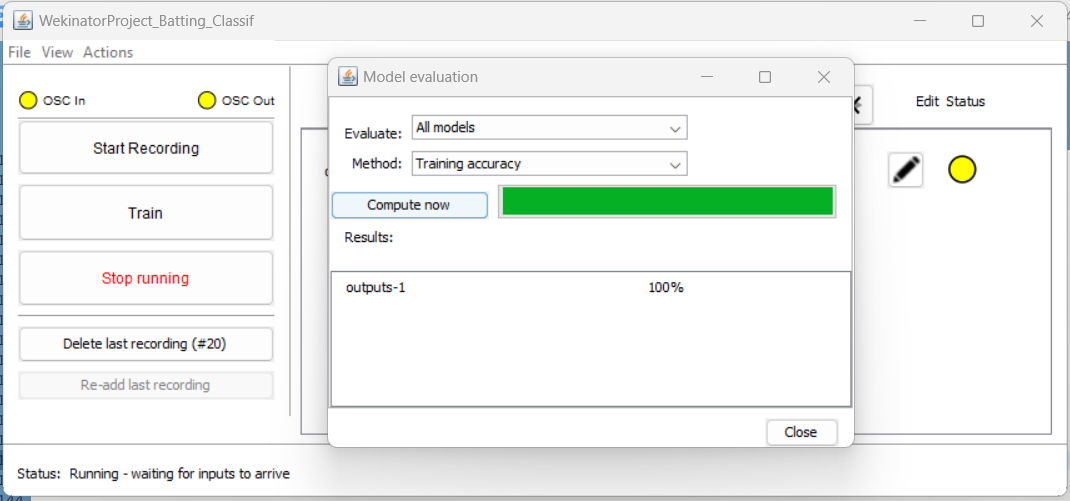 WekinatorProject_Batting_Classif
File View Actions
OSC In
OSC Out
Start Recording
Train
Stop running
Delete last recording (#20)
Re-add last recording
Edit Status
Model evaluation
Evaluate: All models
Method: Training accuracy
Compute now
Results:
outputs-1 100%
Close
Status: Running - waiting for inputs to arrive